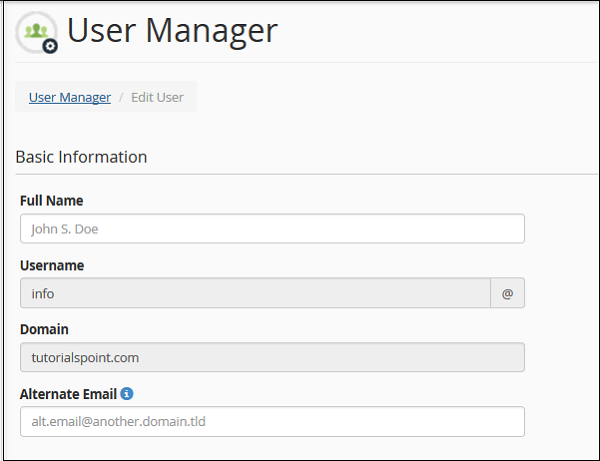 User Manager
User Manager / Edit User
Basic Information
Full Name
John S. Doe
Username
info @
Domain
tutorialspoint.com
Alternate Email
alt.email@another.domain.tld